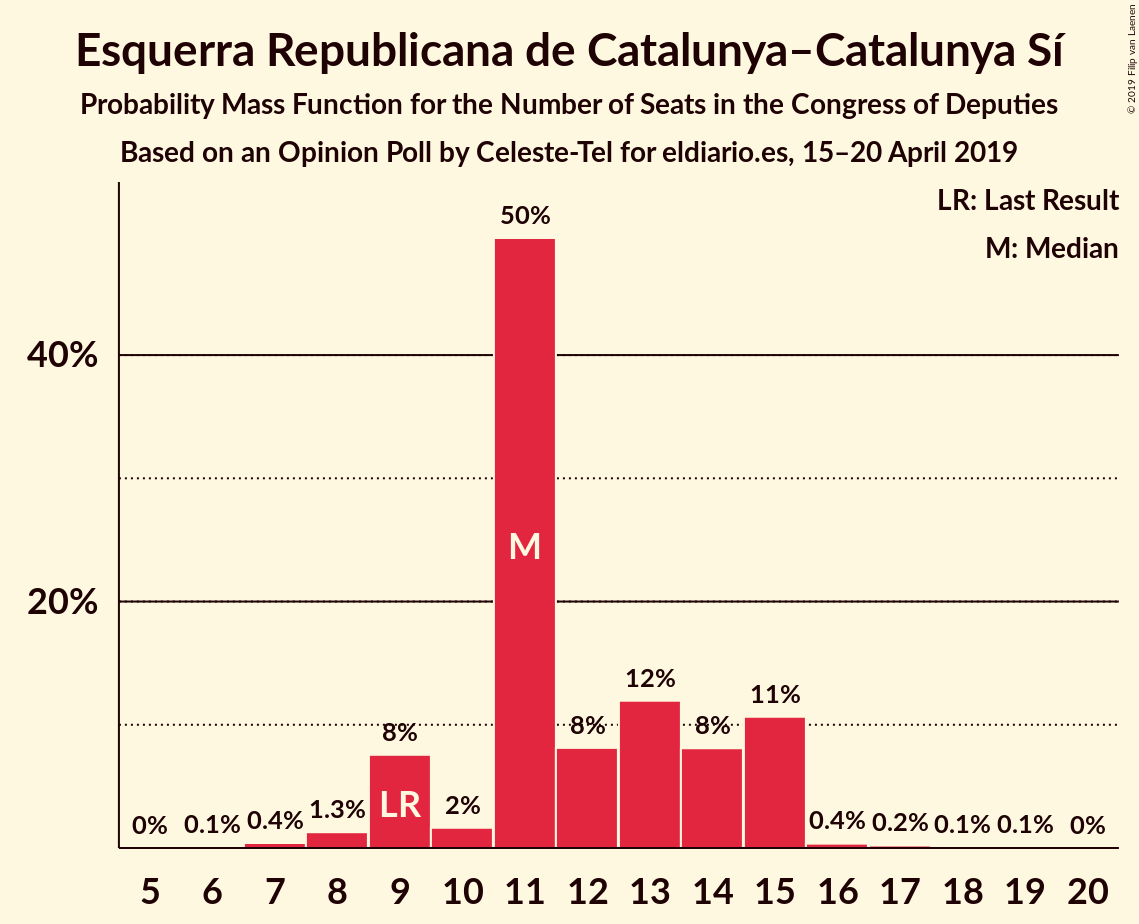 Esquerra Republicana de Catalunya–Catalunya Sí
Probability Mass Function for the Number of Seats in the Congress of Deputies
Based on an Opinion Poll by Celeste-Tel for eldiario.es, 15–20 April 2019
© 2019 Filip van Laenen
LR: Last Result
M: Median
40%
20%
0% 0.1% 0.4% 1.3% 8% 2% 50% 8% 12% 8% 11% 0.4% 0.2% 0.1% 0.1% 0%
LR
M
5 6 7 8 9 10 11 12 13 14 15 16 17 18 19 20